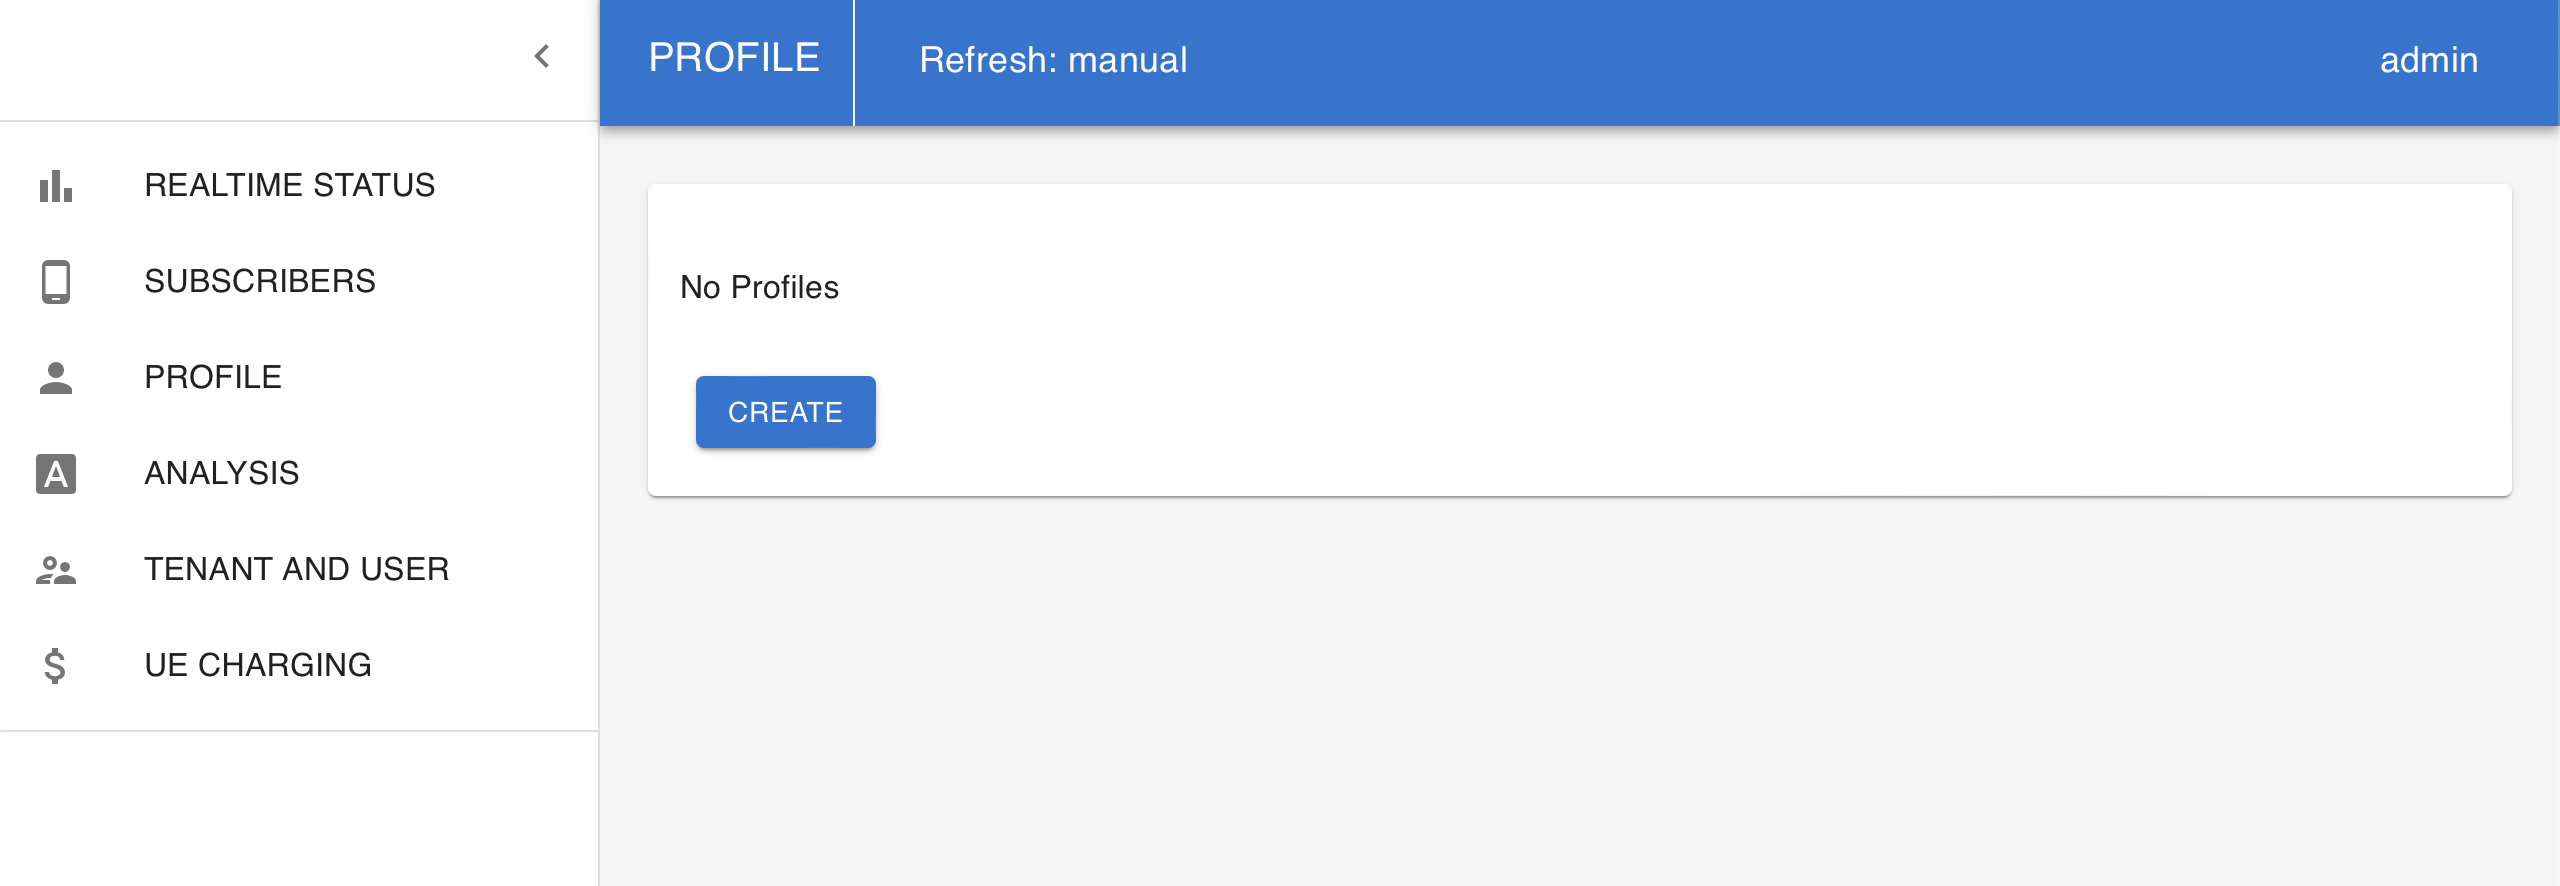 PROFILE
Refresh: manual
admin
REALTIME STATUS
SUBSCRIBERS
PROFILE
A ANALYSIS
TENANT AND USER
$ UE CHARGING
No Profiles
CREATE